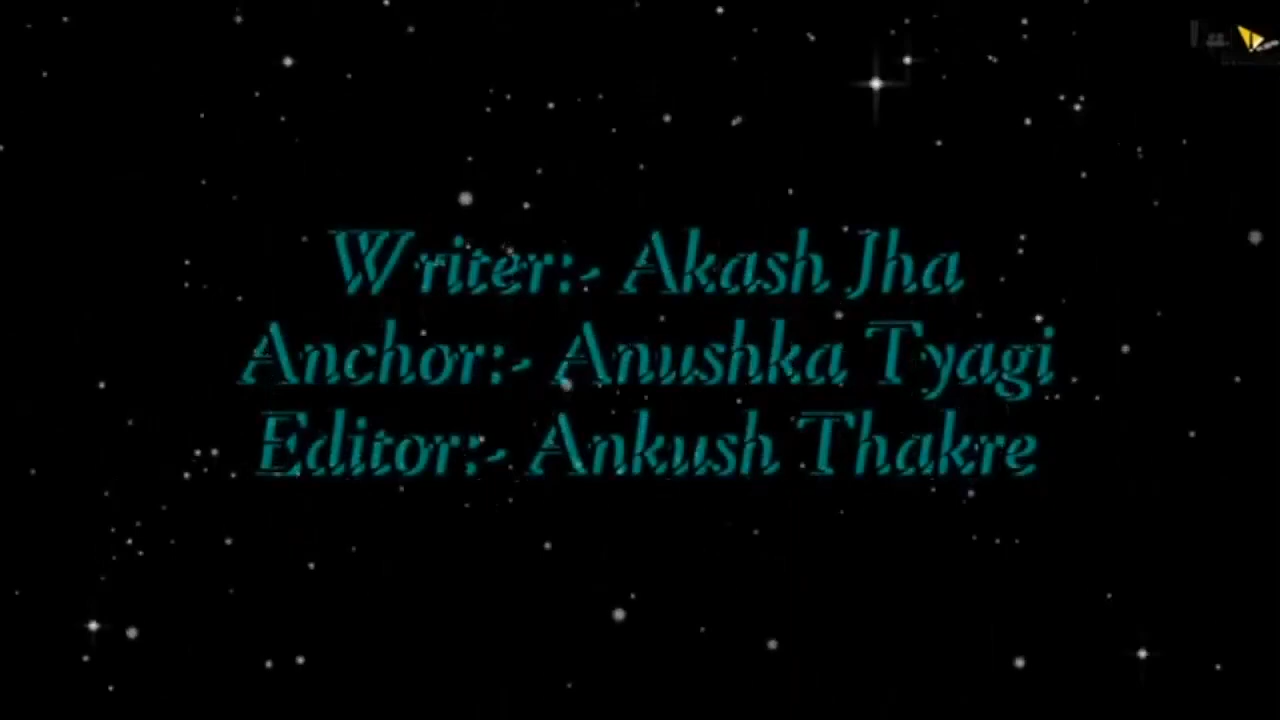 Writer:- Akash Jha
Anchor:- Anushka Tyagi
Editor:- Ankush Thakre